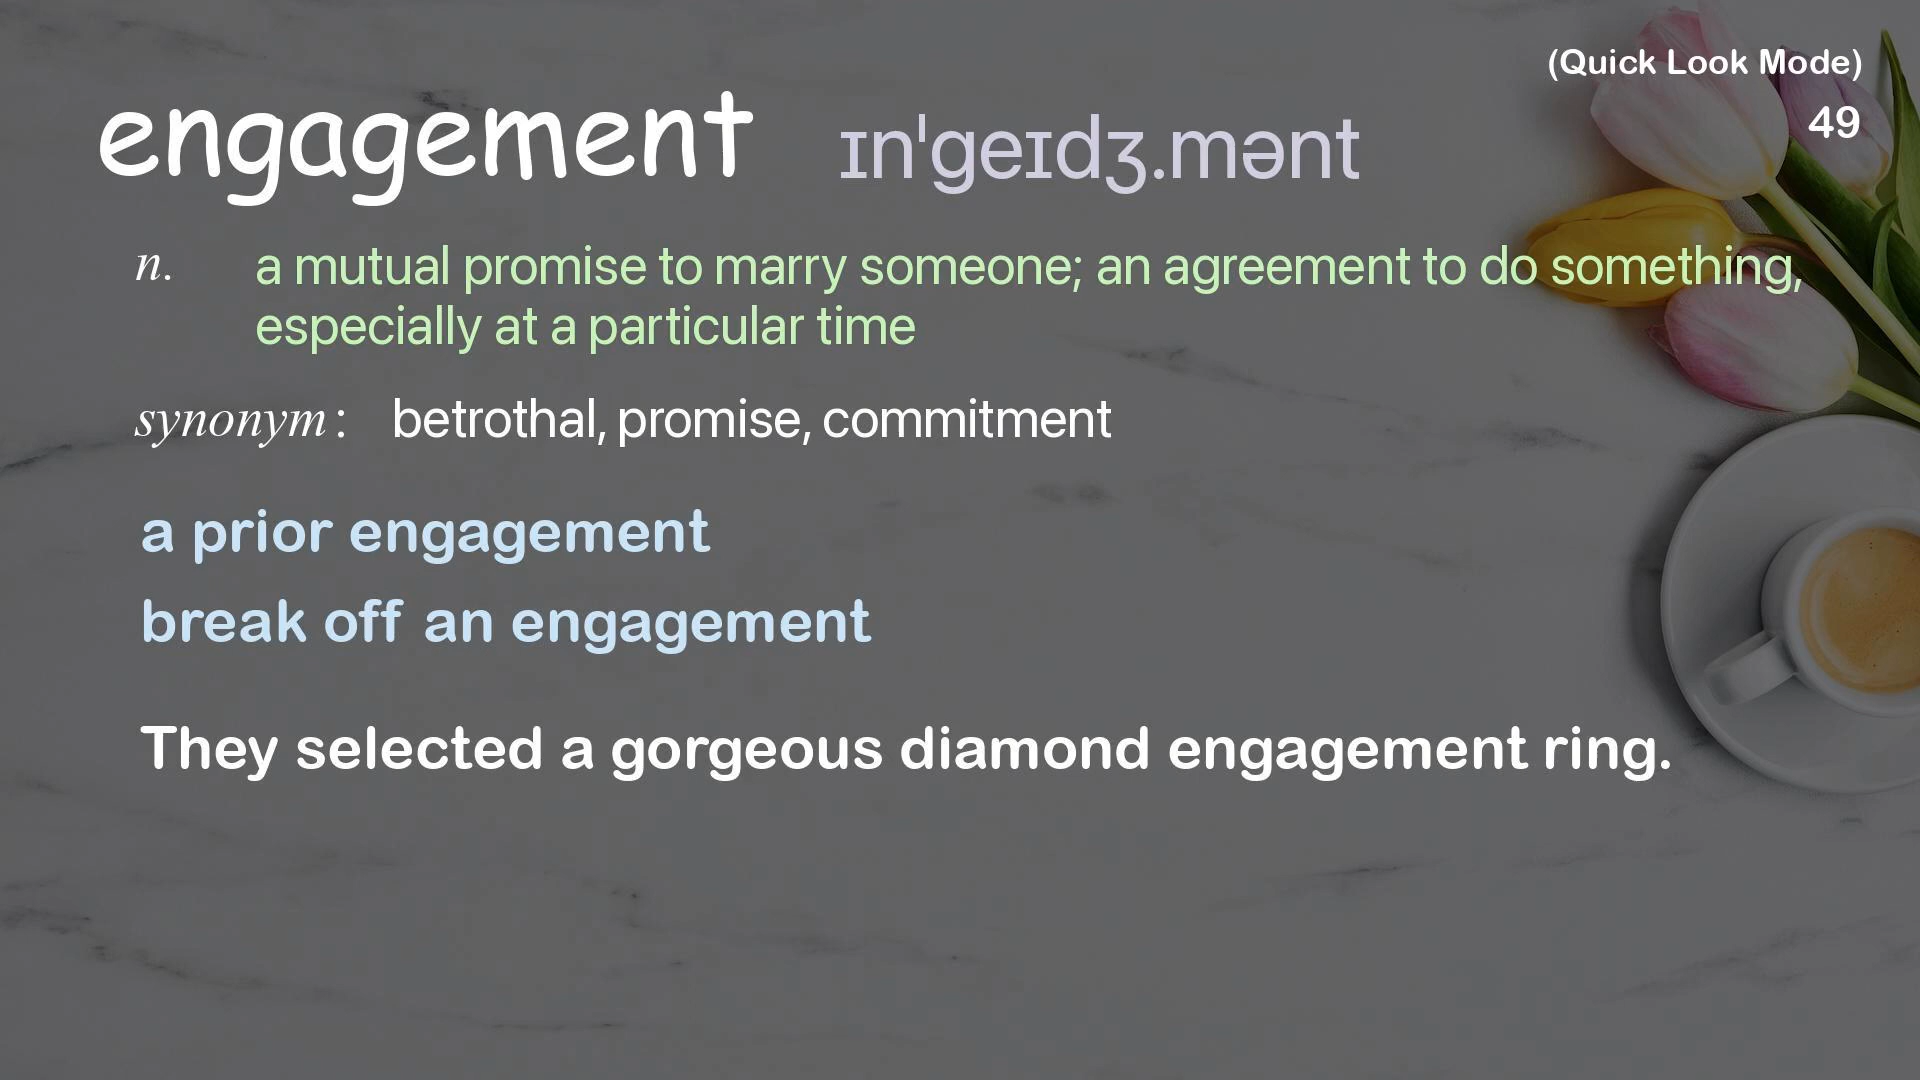 (Quick Look Mode)
49
engagement ɪnˈgeɪdʒ.mənt
n. a mutual promise to marry someone; an agreement to do something,
especially at a particular time
synonym: betrothal, promise, commitment
a prior engagement
break off an engagement
They selected a gorgeous diamond engagement ring.